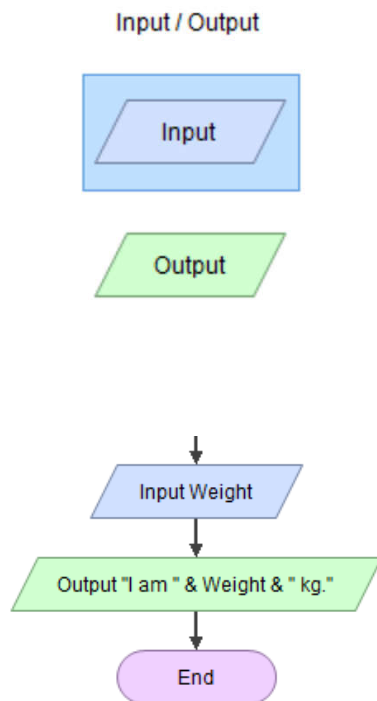 Input / Output
Input
Output
Input Weight
Output "I am " & Weight & " kg."
End